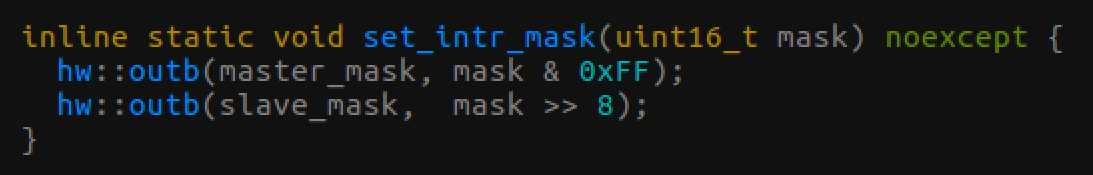 inline static void set_intr_mask(uint16_t mask) noexcept {
  hw::outb(master_mask, mask & 0xFF);
  hw::outb(slave_mask,  mask >> 8);
}